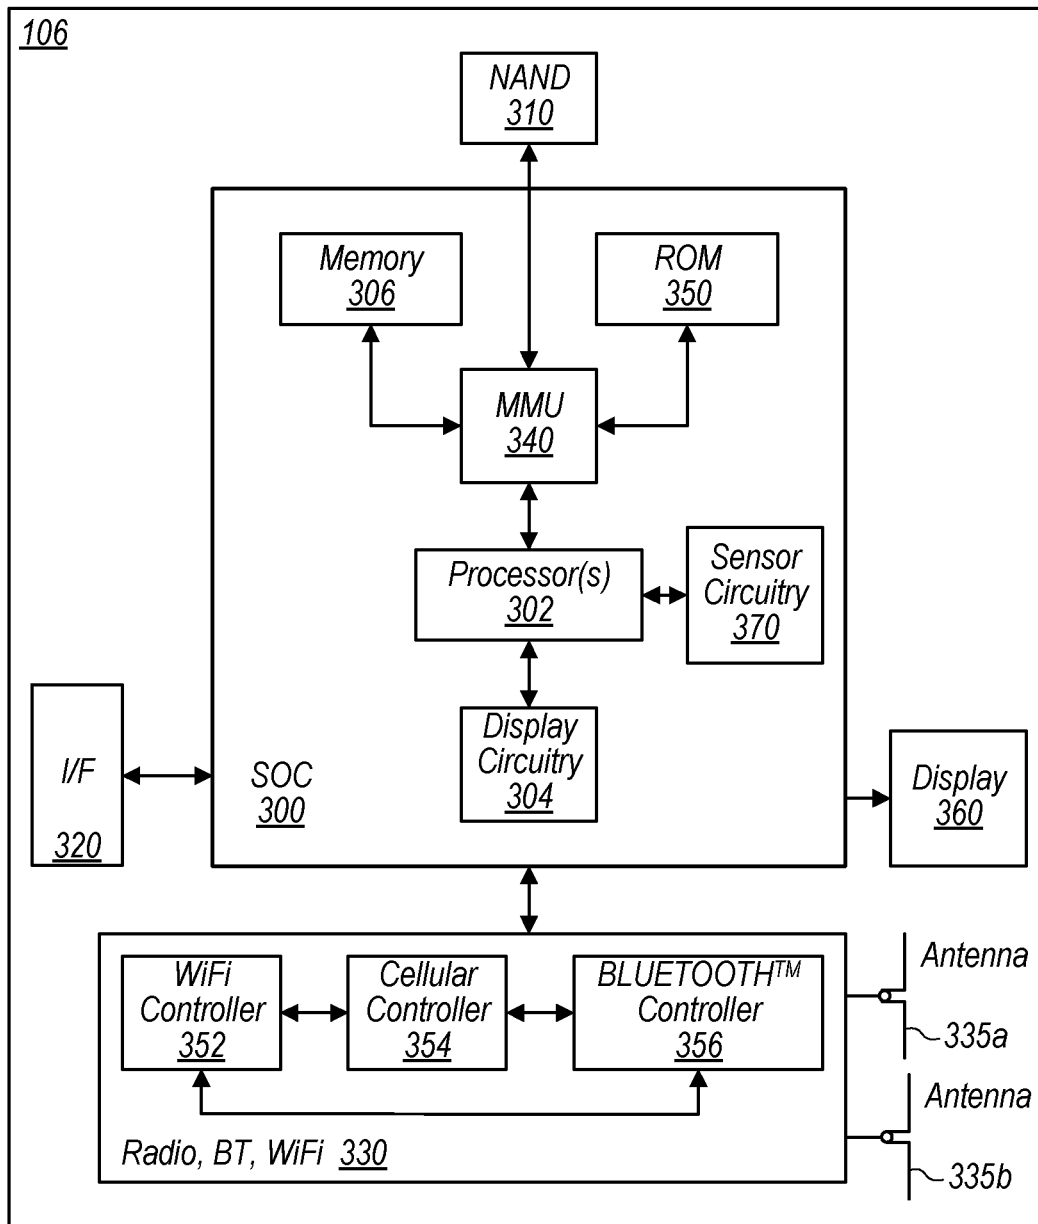 106
NAND
310
Memory
306
ROM
350
MMU
340
Processor(s)
302
Sensor
Circuitry
370
Display
Circuitry
304
SOC
300
I/F
320
Display
360
WiFi
Controller
352
Cellular
Controller
354
BLUETOOTH™
Controller
356
Radio, BT, WiFi 330
Antenna
335a
Antenna
335b